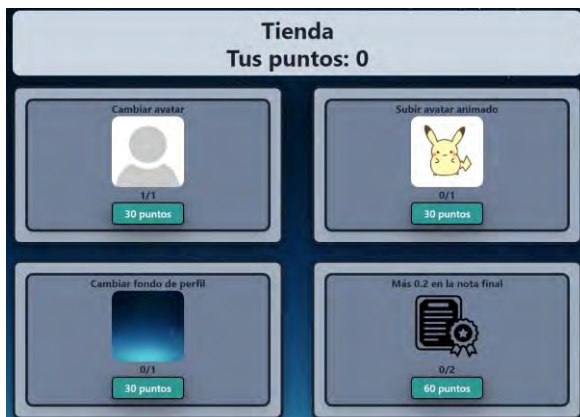 Tienda
Tus puntos: 0
Cambiar avatar
1/1
30 puntos
Subir avatar animado
0/1
30 puntos
Cambiar fondo de perfil
0/1
30 puntos
Más 0.2 en la nota final
0/2
60 puntos